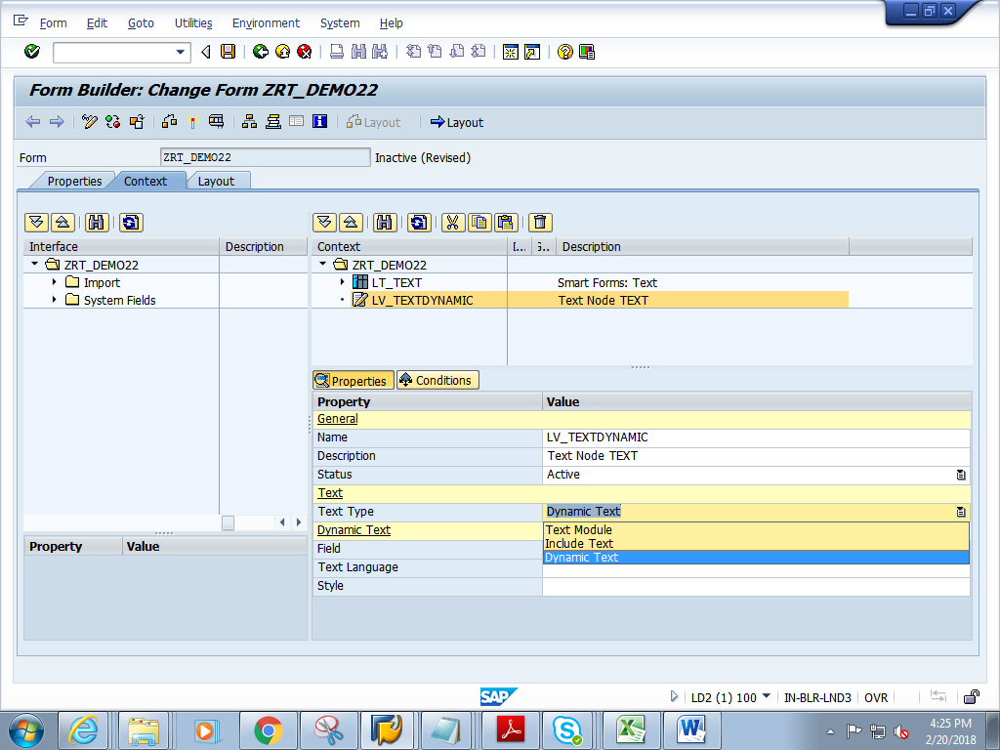 Form Edit Goto Utilities Environment System Help
Form Builder: Change Form ZRT_DEMO22
Layout Layout
Form ZRT_DEMO22 Inactive (Revised)
Properties Context Layout
Interface Description
ZRT_DEMO22
Import
System Fields
Property Value
Context I... S.. Description
ZRT_DEMO22
LT_TEXT Smart Forms: Text
LV_TEXTDYNAMIC Text Node TEXT
Properties Conditions
Property Value
General
Name LV_TEXTDYNAMIC
Description Text Node TEXT
Status Active
Text
Text Type Dynamic Text
Dynamic Text Text Module
Include Text
Field Dynamic Text
Text Language
Style
SAP LD2 (1) 100 IN-BLR-LND3 OVR
4:25 PM
2/20/2018